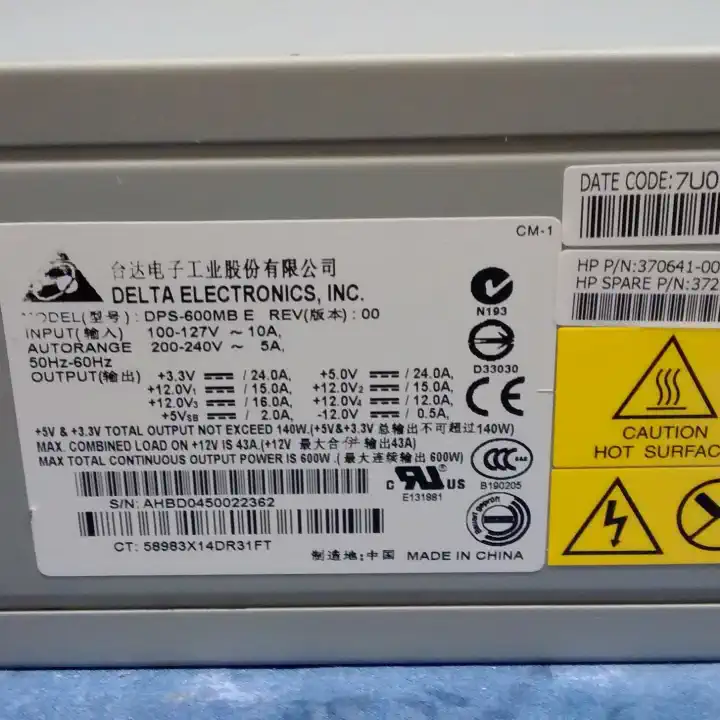 CM-1
台达电子工业股份有限公司
DELTA ELECTRONICS, INC.
MODEL(型号) : DPS-600MB E REV(版本) : 00
INPUT(输入) 100-127V ~ 10A,
AUTORANGE 200-240V ~ 5A,
50Hz-60Hz
OUTPUT(输出) +3.3V / 24.0A, +5.0V / 24.0A,
+12.0V1 / 15.0A, +12.0V2 / 15.0A,
+12.0V3 / 16.0A, +12.0V4 / 12.0A,
+5VSB / 2.0A, -12.0V / 0.5A,
+5V & +3.3V TOTAL OUTPUT NOT EXCEED 140W.(+5V&+3.3V 总输出不可超过140W)
MAX. COMBINED LOAD ON +12V IS 43A.(+12V 最大合併输出43A)
MAX TOTAL CONTINUOUS OUTPUT POWER IS 600W.(最大连续输出 600W)
S/N: AHBD0450022362
CT: 58983X14DR31FT
制造地:中国 MADE IN CHINA
N193
D33030
CE
CCC
S&E
B190205
c RU US
E131881
DATE CODE:7U0
HP P/N:370641-00
HP SPARE P/N:372
CAUTION
HOT SURFAC